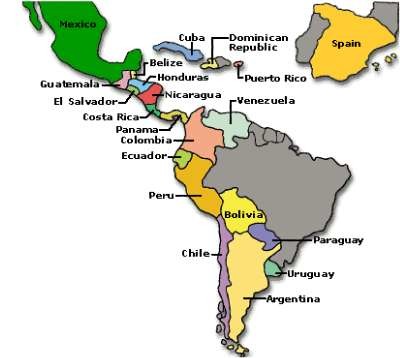 Mexico
Cuba
Dominican
Republic
Spain
Belize
Honduras
Puerto Rico
Guatemala
El Salvador
Nicaragua
Venezuela
Costa Rica
Panama
Colombia
Ecuador
Peru
Bolivia
Paraguay
Chile
Uruguay
Argentina